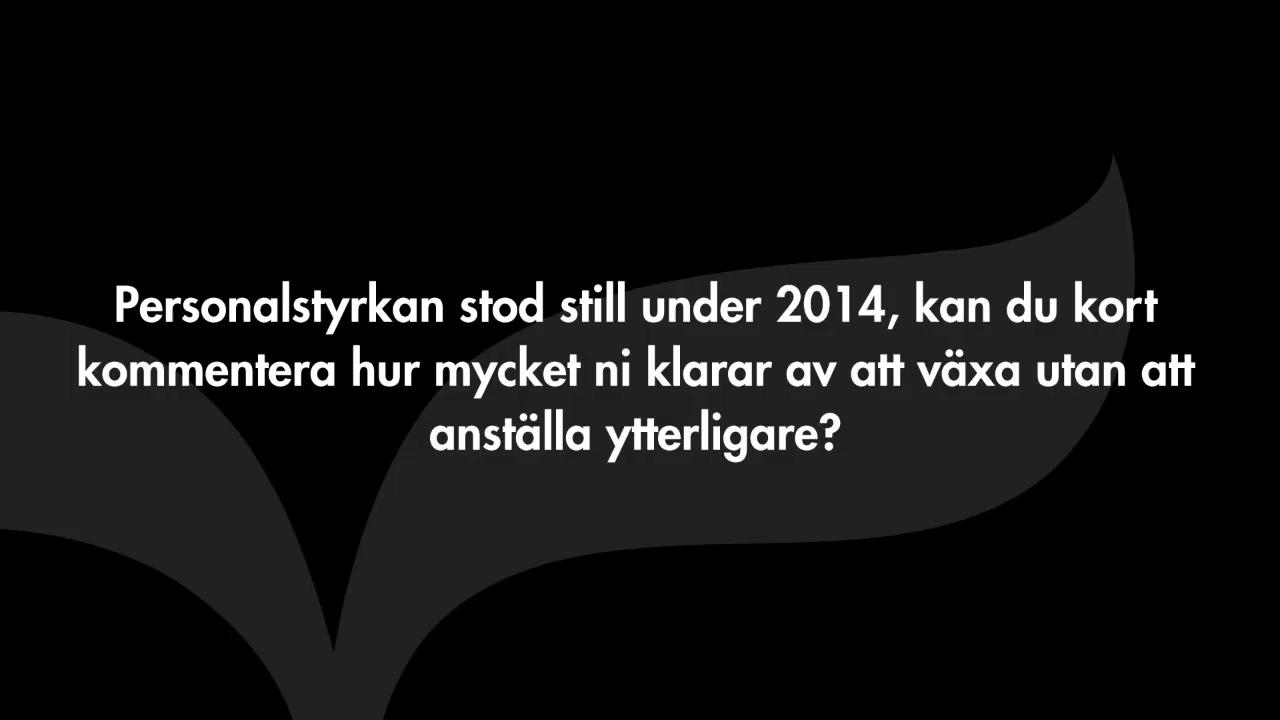 Personalstyrkan stod still under 2014, kan du kort
kommentera hur mycket ni klarar av att växa utan att
anställa ytterligare?